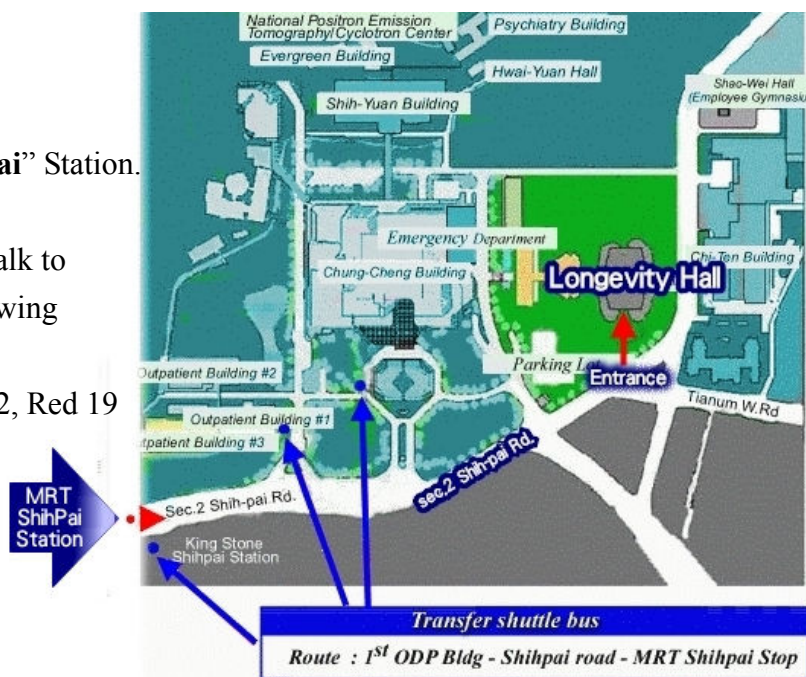 National Positron Emission
Tomography/Cyclotron Center
Psychiatry Building
Evergreen Building
Hwai-Yuan Hall
Shih-Yuan Building
Shao-Wei Hall
(Employee Gymnasiu
ai” Station.
Emergency Department
alk to
Chung-Cheng Building
Chi-Ten Building
Longevity Hall
wing
Parking Lot
Outpatient Building #2
Entrance
2, Red 19
Tianum W.Rd
Outpatient Building #1
tpatient Building #3
sec,2 Shih-pai Rd.
MRT
ShihPai
Station
Sec.2 Shih-pai Rd.
King Stone
Shihpai Station
Transfer shuttle bus
Route : 1st ODP Bldg - Shihpai road - MRT Shihpai Stop